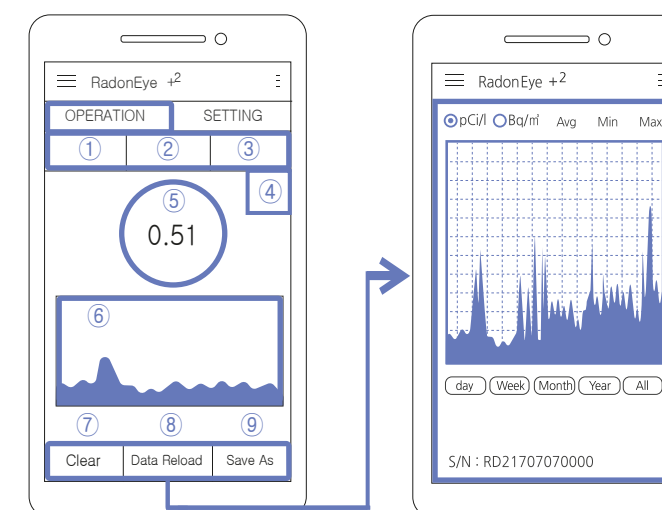 RadonEye +2
OPERATION SETTING
① ② ③
④
⑤
0.51
⑥
⑦ ⑧ ⑨
Clear Data Reload Save As
RadonEye +2
pCi/l Bq/㎥ Avg Min Max
day Week Month Year All
S/N : RD21707070000